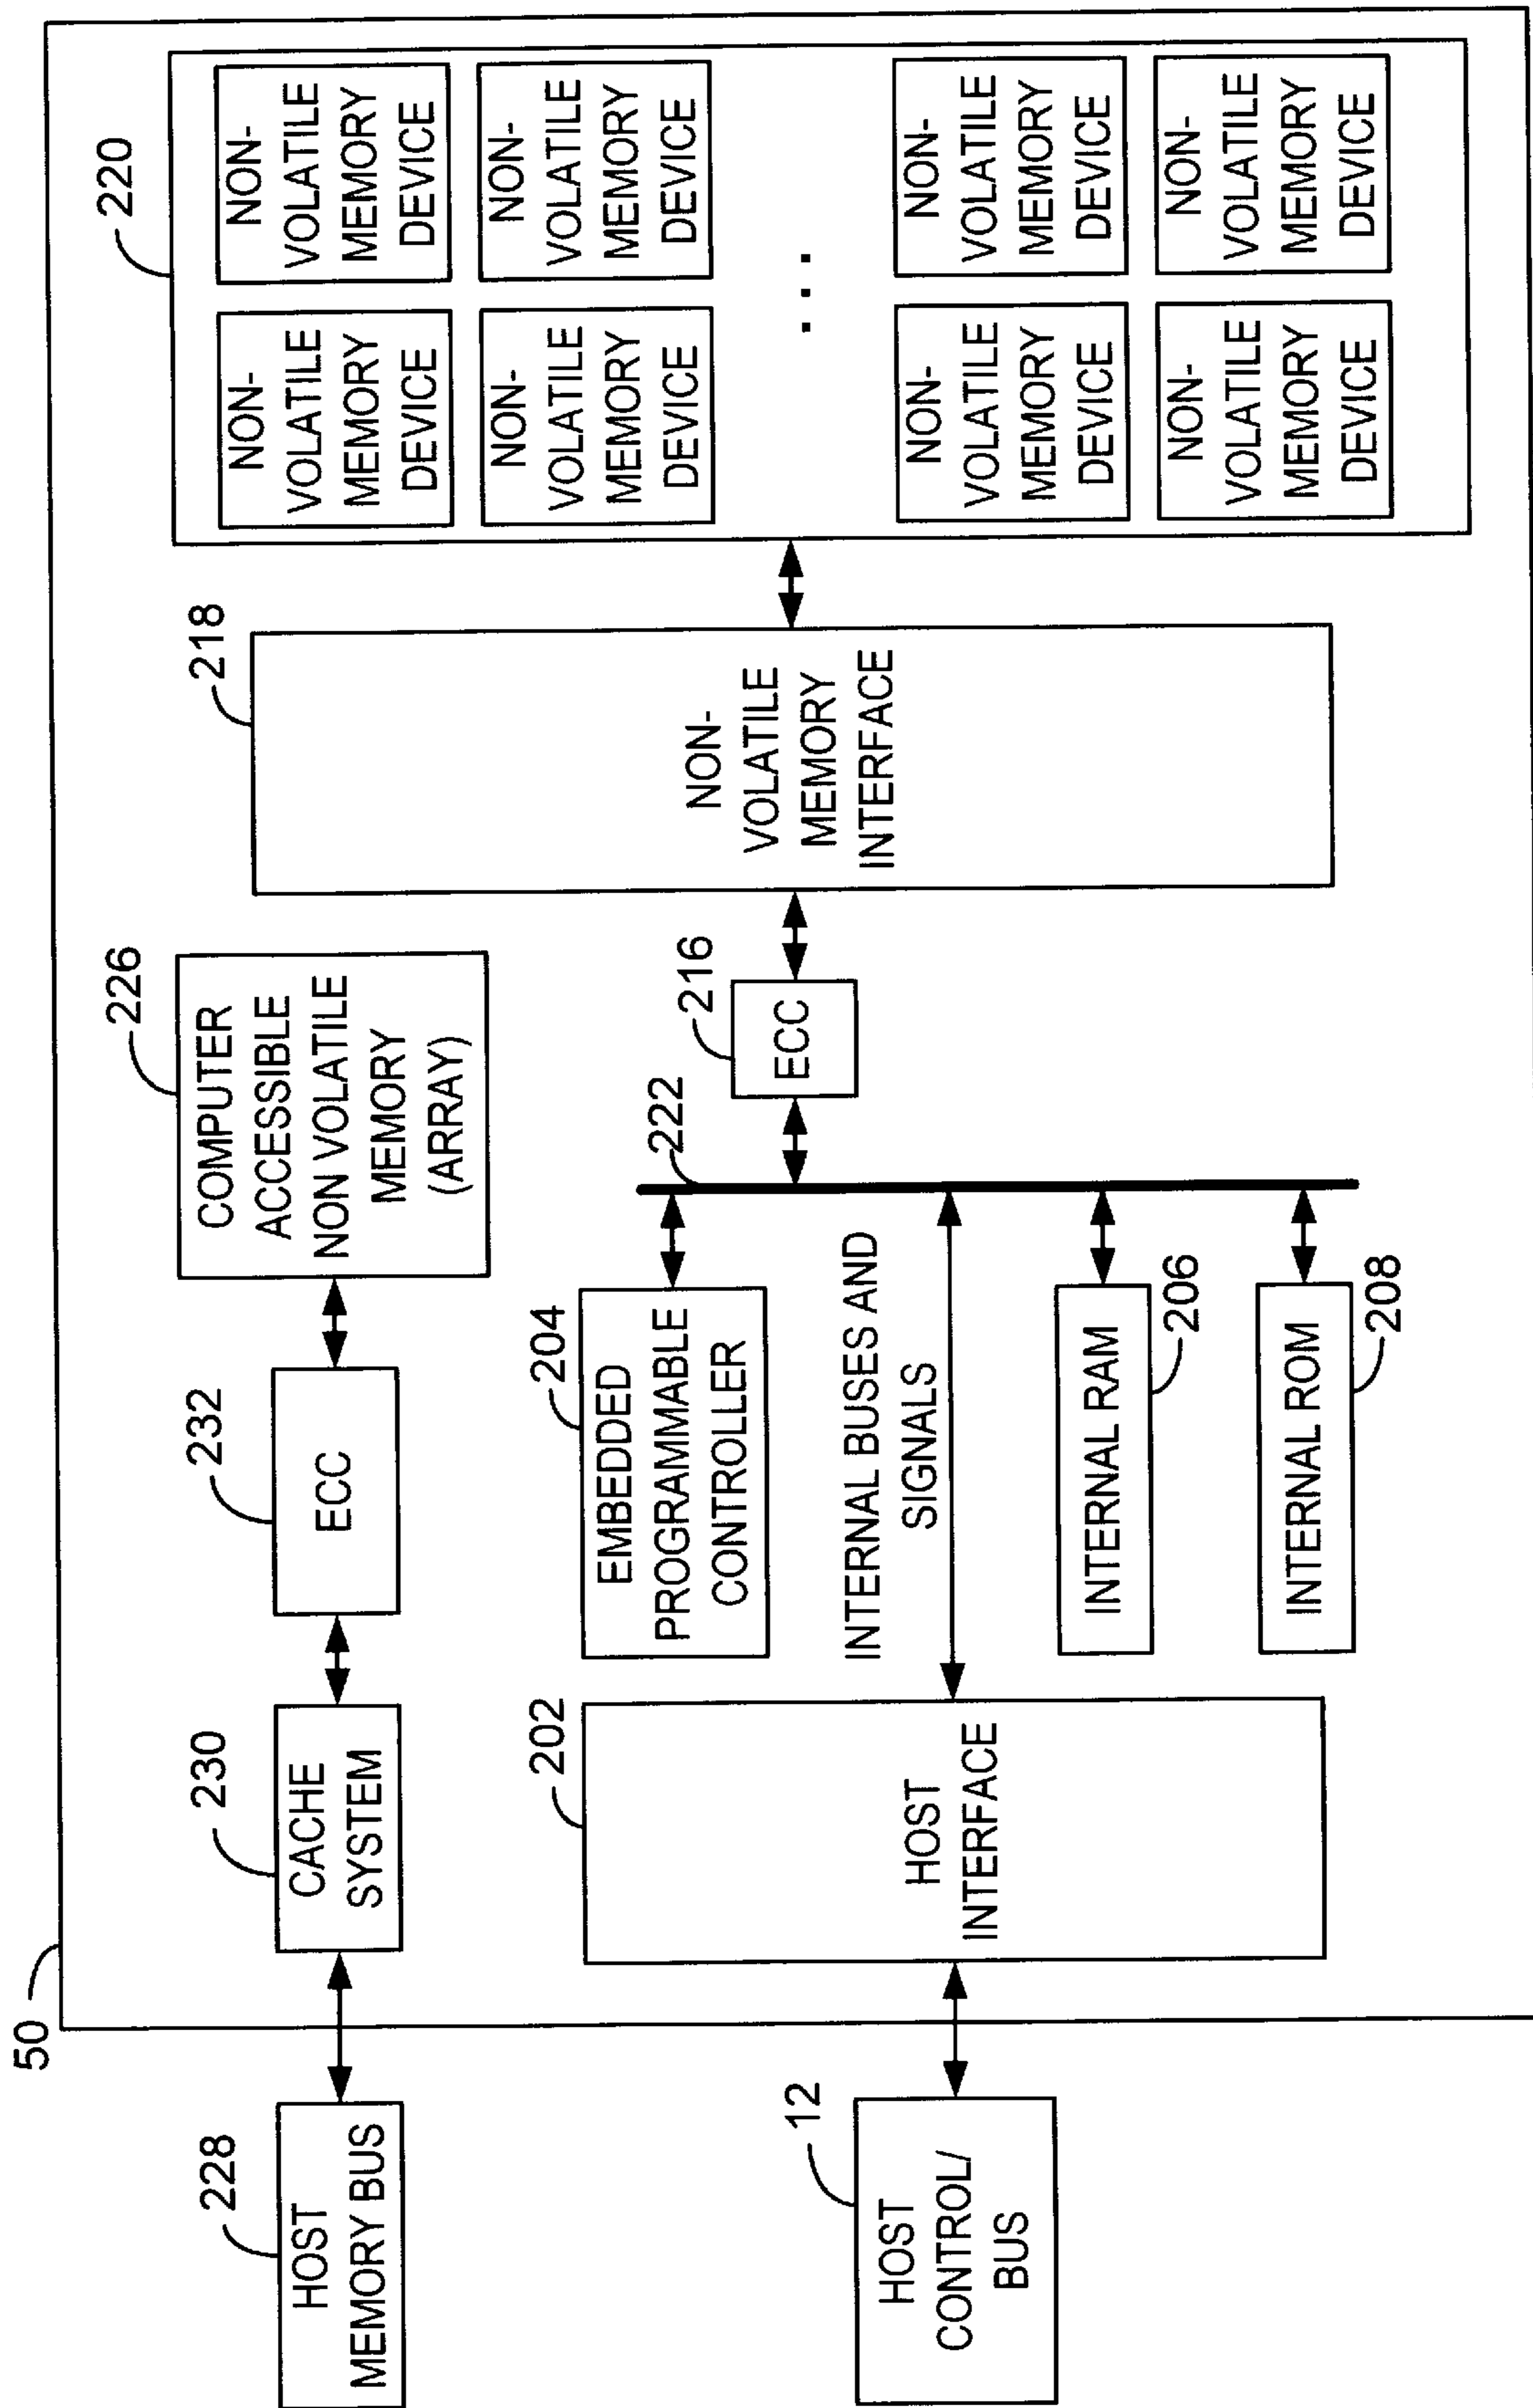 50
228
HOST
MEMORY BUS
230
CACHE
SYSTEM
232
ECC
226
COMPUTER
ACCESSIBLE
NON VOLATILE
MEMORY
(ARRAY)
12
HOST
CONTROL/
BUS
202
HOST
INTERFACE
204
EMBEDDED
PROGRAMMABLE
CONTROLLER
INTERNAL BUSES AND
SIGNALS
INTERNAL RAM
206
INTERNAL ROM
208
222
216
ECC
218
NON-
VOLATILE
MEMORY
INTERFACE
220
NON-
VOLATILE
MEMORY
DEVICE
NON-
VOLATILE
MEMORY
DEVICE
NON-
VOLATILE
MEMORY
DEVICE
NON-
VOLATILE
MEMORY
DEVICE
...
NON-
VOLATILE
MEMORY
DEVICE
NON-
VOLATILE
MEMORY
DEVICE
NON-
VOLATILE
MEMORY
DEVICE
NON-
VOLATILE
MEMORY
DEVICE